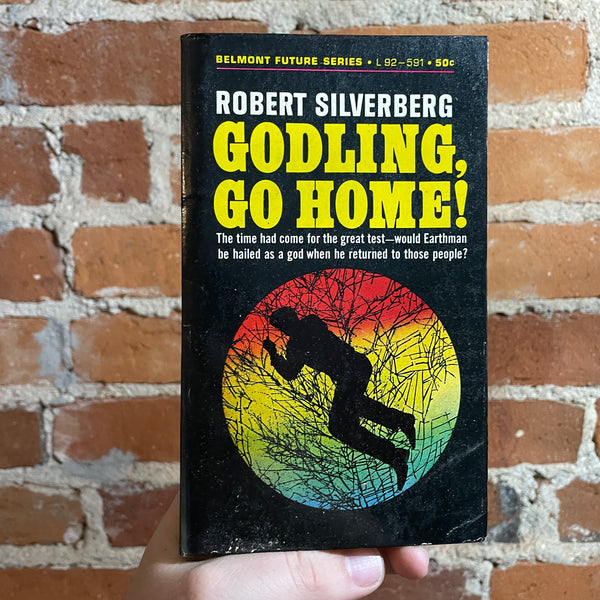 BELMONT FUTURE SERIES • L 92-591 • 50c
ROBERT SILVERBERG
GODLING,
GO HOME!
The time had come for the great test—would Earthman
be hailed as a god when he returned to those people?